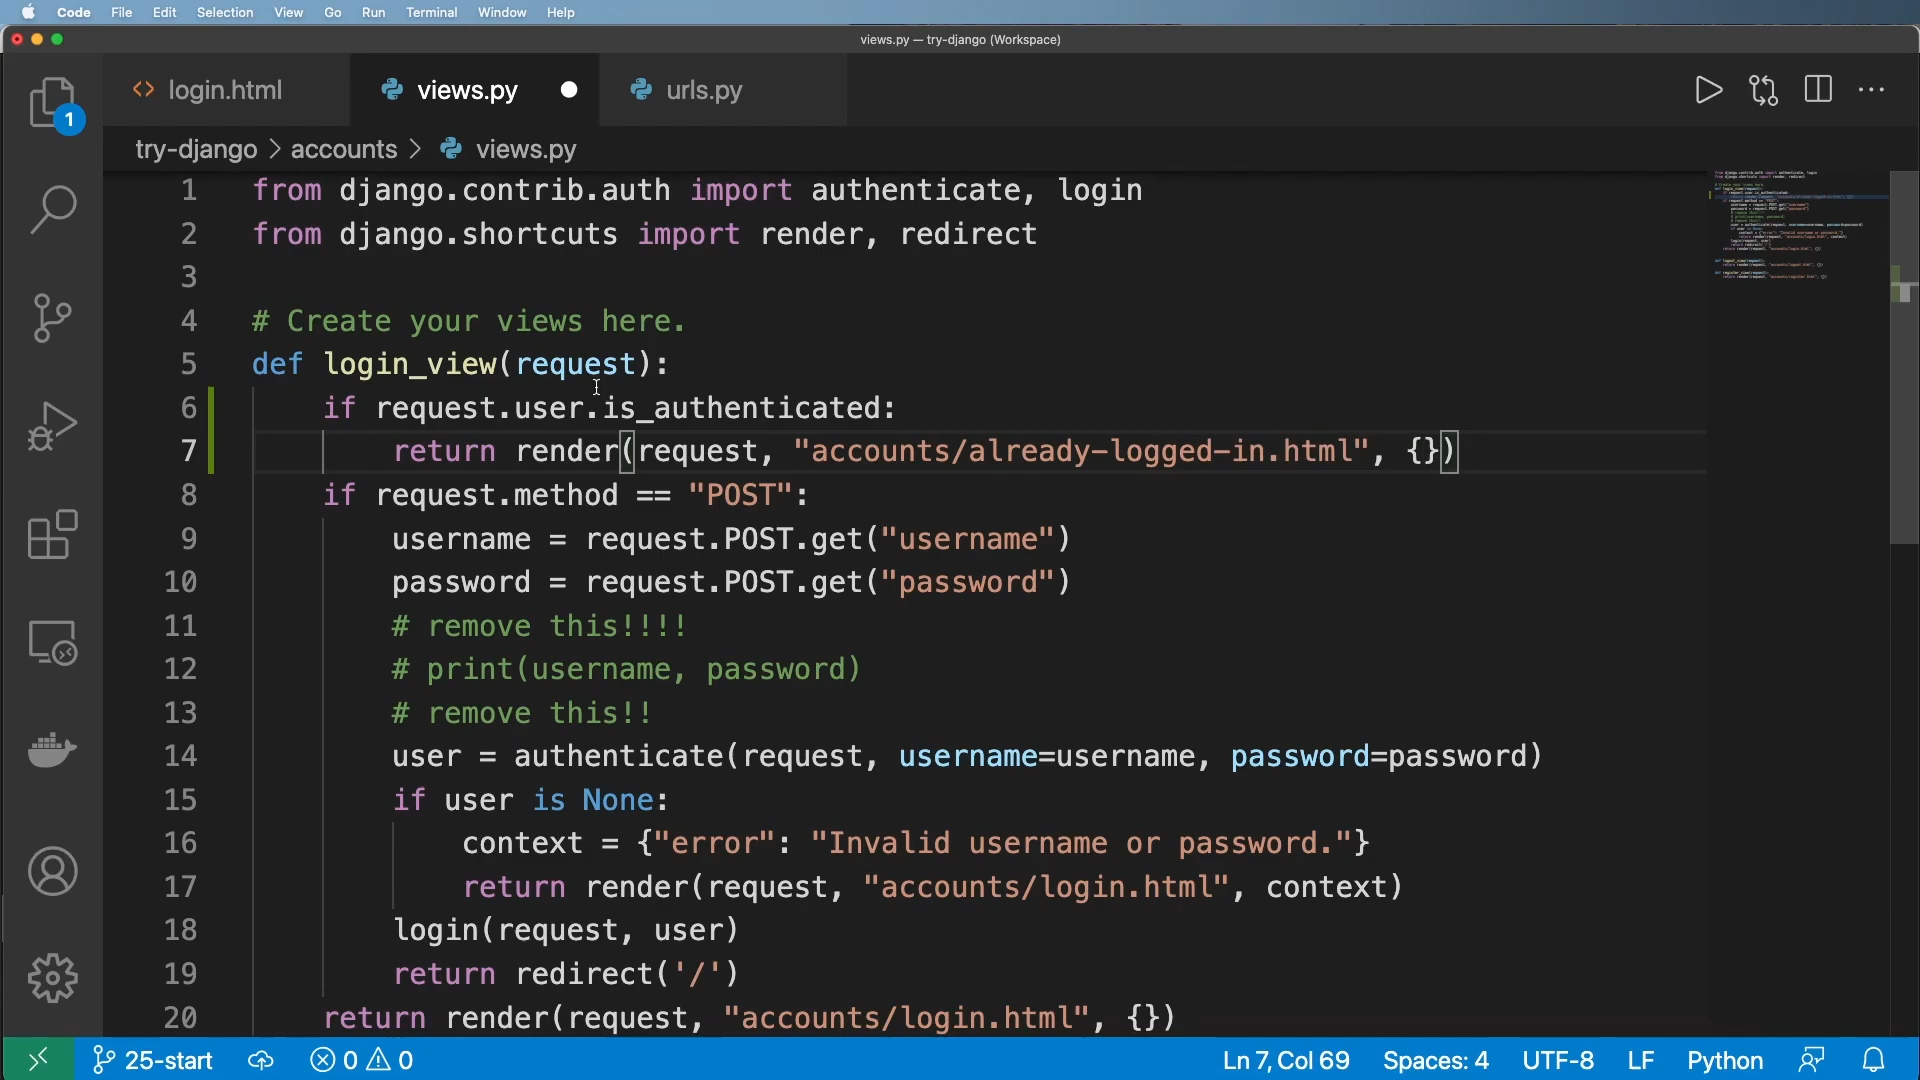 Code File Edit Selection View Go Run Terminal Window Help
views.py — try-django (Workspace)
login.html views.py urls.py
try-django > accounts > views.py
1
1 from django.contrib.auth import authenticate, login
2 from django.shortcuts import render, redirect
3
4 # Create your views here.
5 def login_view(request):
6 if request.user.is_authenticated:
7 return render(request, "accounts/already-logged-in.html", {})
8 if request.method == "POST":
9 username = request.POST.get("username")
10 password = request.POST.get("password")
11 # remove this!!!!
12 # print(username, password)
13 # remove this!!
14 user = authenticate(request, username=username, password=password)
15 if user is None:
16 context = {"error": "Invalid username or password."}
17 return render(request, "accounts/login.html", context)
18 login(request, user)
19 return redirect('/')
20 return render(request, "accounts/login.html", {})
25-start 0 0 Ln 7, Col 69 Spaces: 4 UTF-8 LF Python